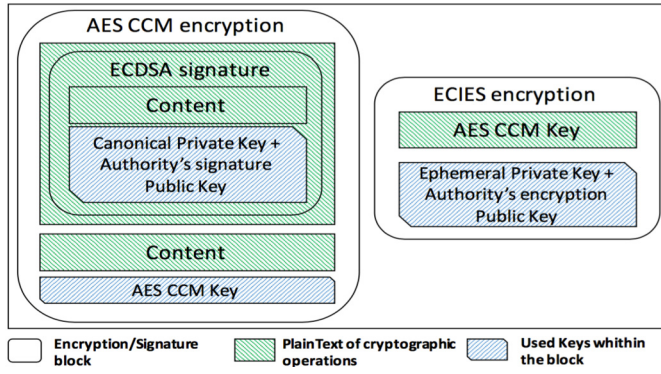 AES CCM encryption
ECDSA signature
Content
Canonical Private Key +
Authority's signature
Public Key
Content
AES CCM Key
ECIES encryption
AES CCM Key
Ephemeral Private Key +
Authority's encryption
Public Key
Encryption/Signature
block
PlainText of cryptographic
operations
Used Keys whithin
the block